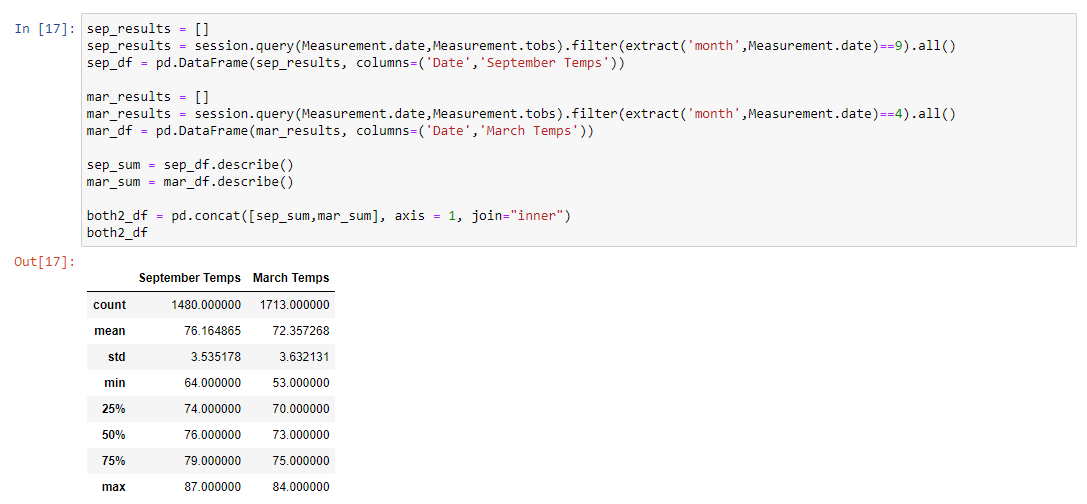 In [17]: sep_results = []
sep_results = session.query(Measurement.date,Measurement.tobs).filter(extract('month',Measurement.date)==9).all()
sep_df = pd.DataFrame(sep_results, columns=('Date','September Temps'))
mar_results = []
mar_results = session.query(Measurement.date,Measurement.tobs).filter(extract('month',Measurement.date)==4).all()
mar_df = pd.DataFrame(mar_results, columns=('Date','March Temps'))
sep_sum = sep_df.describe()
mar_sum = mar_df.describe()
both2_df = pd.concat([sep_sum,mar_sum], axis = 1, join="inner")
both2_df
Out[17]:
September Temps March Temps
count 1480.000000 1713.000000
mean 76.164865 72.357268
std 3.535178 3.632131
min 64.000000 53.000000
25% 74.000000 70.000000
50% 76.000000 73.000000
75% 79.000000 75.000000
max 87.000000 84.000000